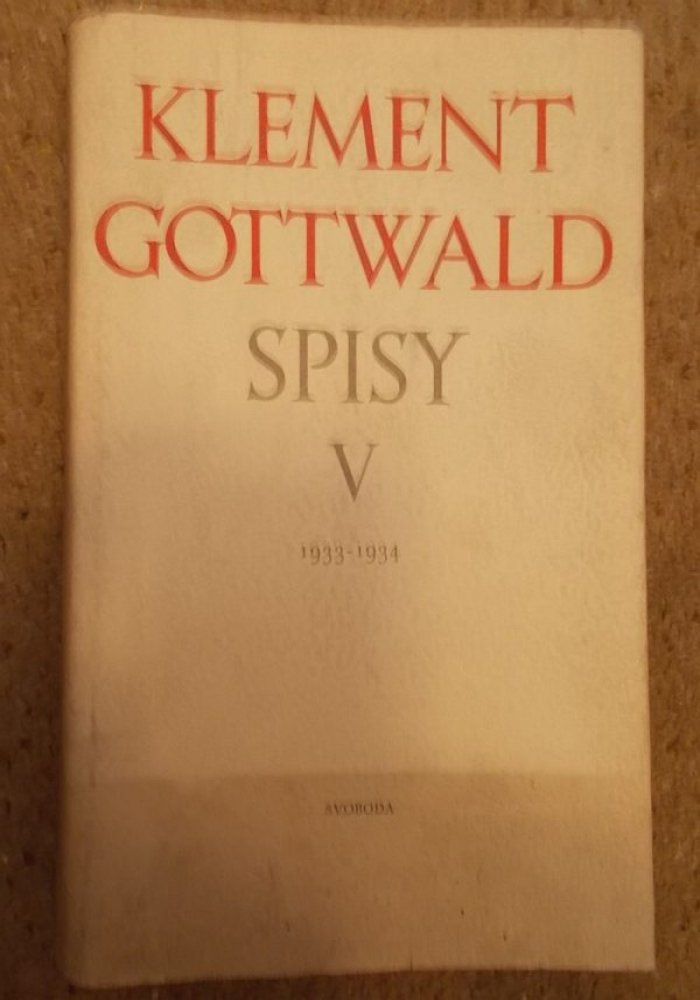 KLEMENT
GOTTWALD
SPISY
V
1933-1934
SVOBODA